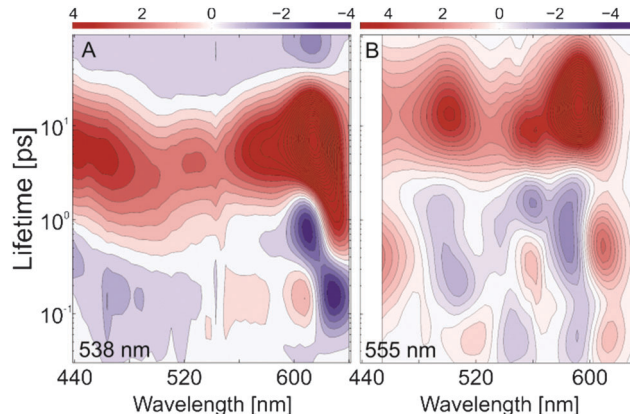 4 2 0 -2 -4 4 2 0 -2 -4
A B
Lifetime [ps]
10¹
10⁰
10⁻¹
538 nm 555 nm
440 520 600 440 520 600
Wavelength [nm] Wavelength [nm]